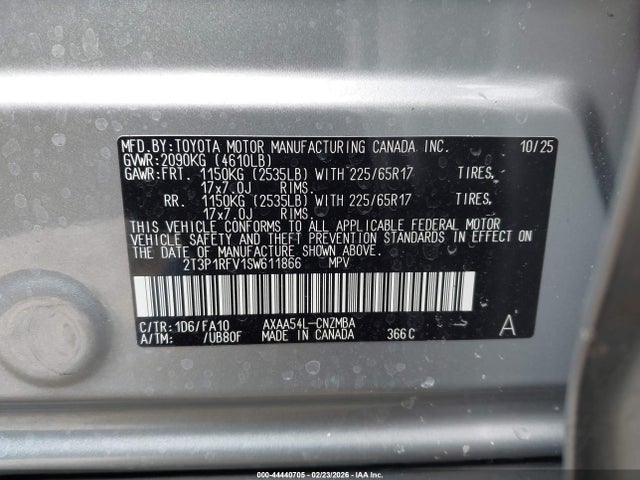 MFD.BY:TOYOTA MOTOR MANUFACTURING CANADA INC. 10/25
GVWR:2090KG (4610LB)
GAWR:FRT. 1150KG (2535LB) WITH 225/65R17 TIRES,
17x7.0J RIMS.
RR. 1150KG (2535LB) WITH 225/65R17 TIRES,
17x7.0J RIMS.
THIS VEHICLE CONFORMS TO ALL APPLICABLE FEDERAL MOTOR
VEHICLE SAFETY AND THEFT PREVENTION STANDARDS IN EFFECT ON
THE DATE OF MANUFACTURE SHOWN ABOVE.
2T3P1RFV1SW611866 MPV
C/TR:1D6/FA10 AXAA54L-CNZMBA
A/TM: /UB80F MADE IN CANADA 366C A
000-44440705 - 02/23/2026 - IAA Inc.